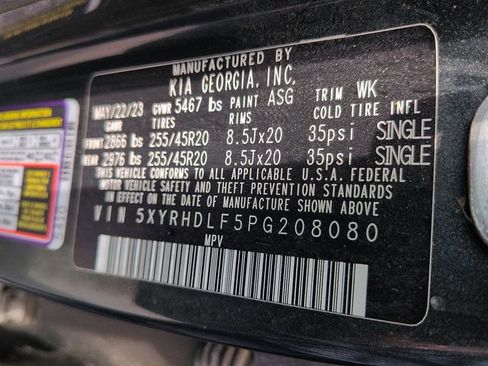 MANUFACTURED BY
KIA GEORGIA, INC.
MAY/22/23 GVWR 5467 lbs PAINT ASG TRIM WK
GAWR TIRES RIMS COLD TIRE INFL
FRONT 2866 lbs 255/45R20 8.5Jx20 35psi SINGLE
REAR 2976 lbs 255/45R20 8.5Jx20 35psi SINGLE
THIS VEHICLE CONFORMS TO ALL APPLICABLE U.S.A. FEDERAL
MOTOR VEHICLE SAFETY AND THEFT PREVENTION STANDARDS
IN EFFECT ON THE DATE OF MANUFACTURE SHOWN ABOVE.
VIN 5XYRHDLF5PG208080
MPV